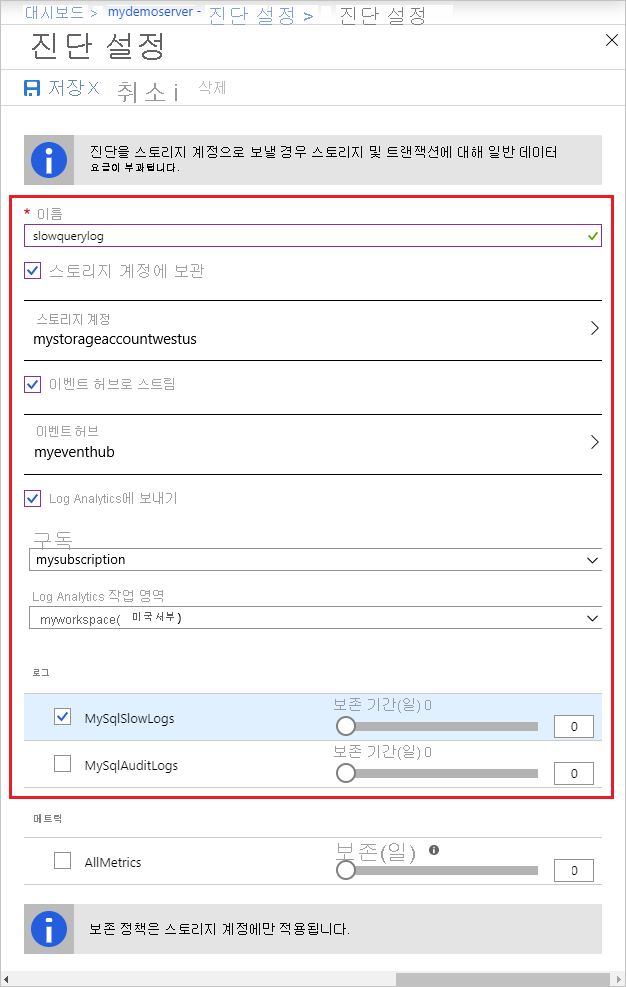 대시보드 > mydemoserver - 진단 설정 > 진단 설정
진단 설정
저장 X 취소 i 삭제
진단을 스토리지 계정으로 보낼 경우 스토리지 및 트랜잭션에 대해 일반 데이터
요금이 부과됩니다.
* 이름
slowquerylog
스토리지 계정에 보관
스토리지 계정
mystorageaccountwestus
이벤트 허브로 스트림
이벤트 허브
myeventhub
Log Analytics에 보내기
구독
mysubscription
Log Analytics 작업 영역
myworkspace( 미국 서부 )
로그
보존 기간(일) 0
MySqlSlowLogs 0
보존 기간(일) 0
MySqlAuditLogs 0
메트릭
보존(일)
AllMetrics 0
보존 정책은 스토리지 계정에만 적용됩니다.